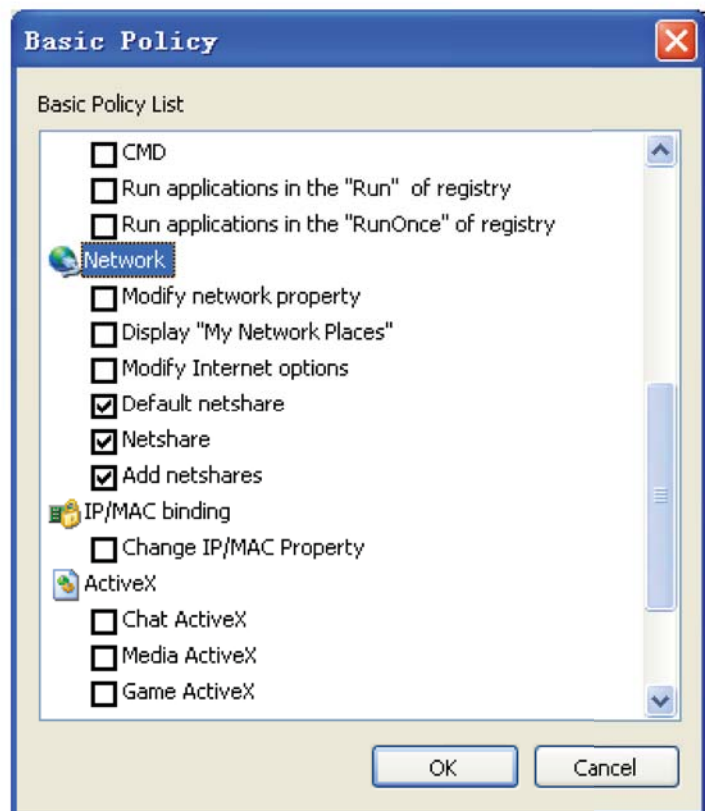 Basic Policy
Basic Policy List
CMD
Run applications in the "Run" of registry
Run applications in the "RunOnce" of registry
Network
Modify network property
Display "My Network Places"
Modify Internet options
Default netshare
Netshare
Add netshares
IP/MAC binding
Change IP/MAC Property
ActiveX
Chat ActiveX
Media ActiveX
Game ActiveX
OK Cancel